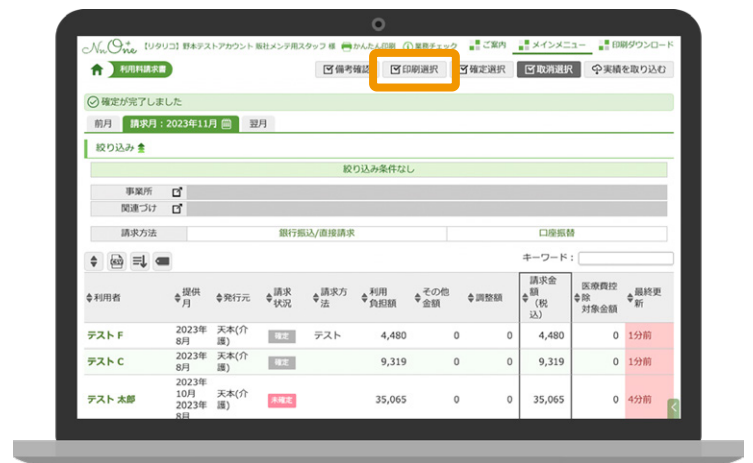 NnOne 【リタリコ】野本テストアカウント 販社メンテ用スタッフ 様 かんたん印刷 業務チェック ご案内 メインメニュー 印刷ダウンロード
利用料請求書 備考確認 印刷選択 確定選択 取消選択 実績を取り込む
確定が完了しました
前月 請求月：2023年11月 翌月
絞り込み
絞り込み条件なし
事業所
関連づけ
請求方法 銀行振込/直接請求 口座振替
キーワード：
利用者 提供月 発行元 請求状況 請求方法 利用負担額 その他金額 調整額 請求金額（税込） 医療費控除対象金額 最終更新
テスト F 2023年8月 天本(介護) 確定 テスト 4,480 0 0 4,480 0 1分前
テスト C 2023年8月 天本(介護) 確定 9,319 0 0 9,319 0 1分前
テスト 太郎 2023年10月 2023年8月 天本(介護) 未確定 35,065 0 0 35,065 0 4分前